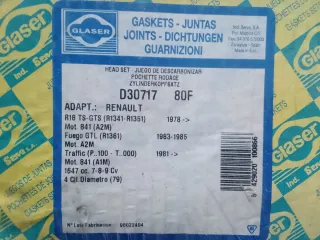 GLASER
GASKETS - JUNTAS
JOINTS - DICHTUNGEN
GUARNIZIONI
HEAD SET JUEGO DE DESCARBONIZAR
POCHETTE RODAGE
ZYLINDERKOPFSATZ
D30717 80F
ADAPT.: RENAULT
R18 TS-GTS (R1341-R1351) 1978 ->
Mot. 841 (A2M)
Fuego GTL (R1361) 1983-1985
Mot. A2M
Traffic (P...100 - T...000) 1981 ->
Mot. 841 (A1M)
1647 cc. 7-8-9 Cv
4 Cil Diametro (79)
Glaser
Ind. Serva